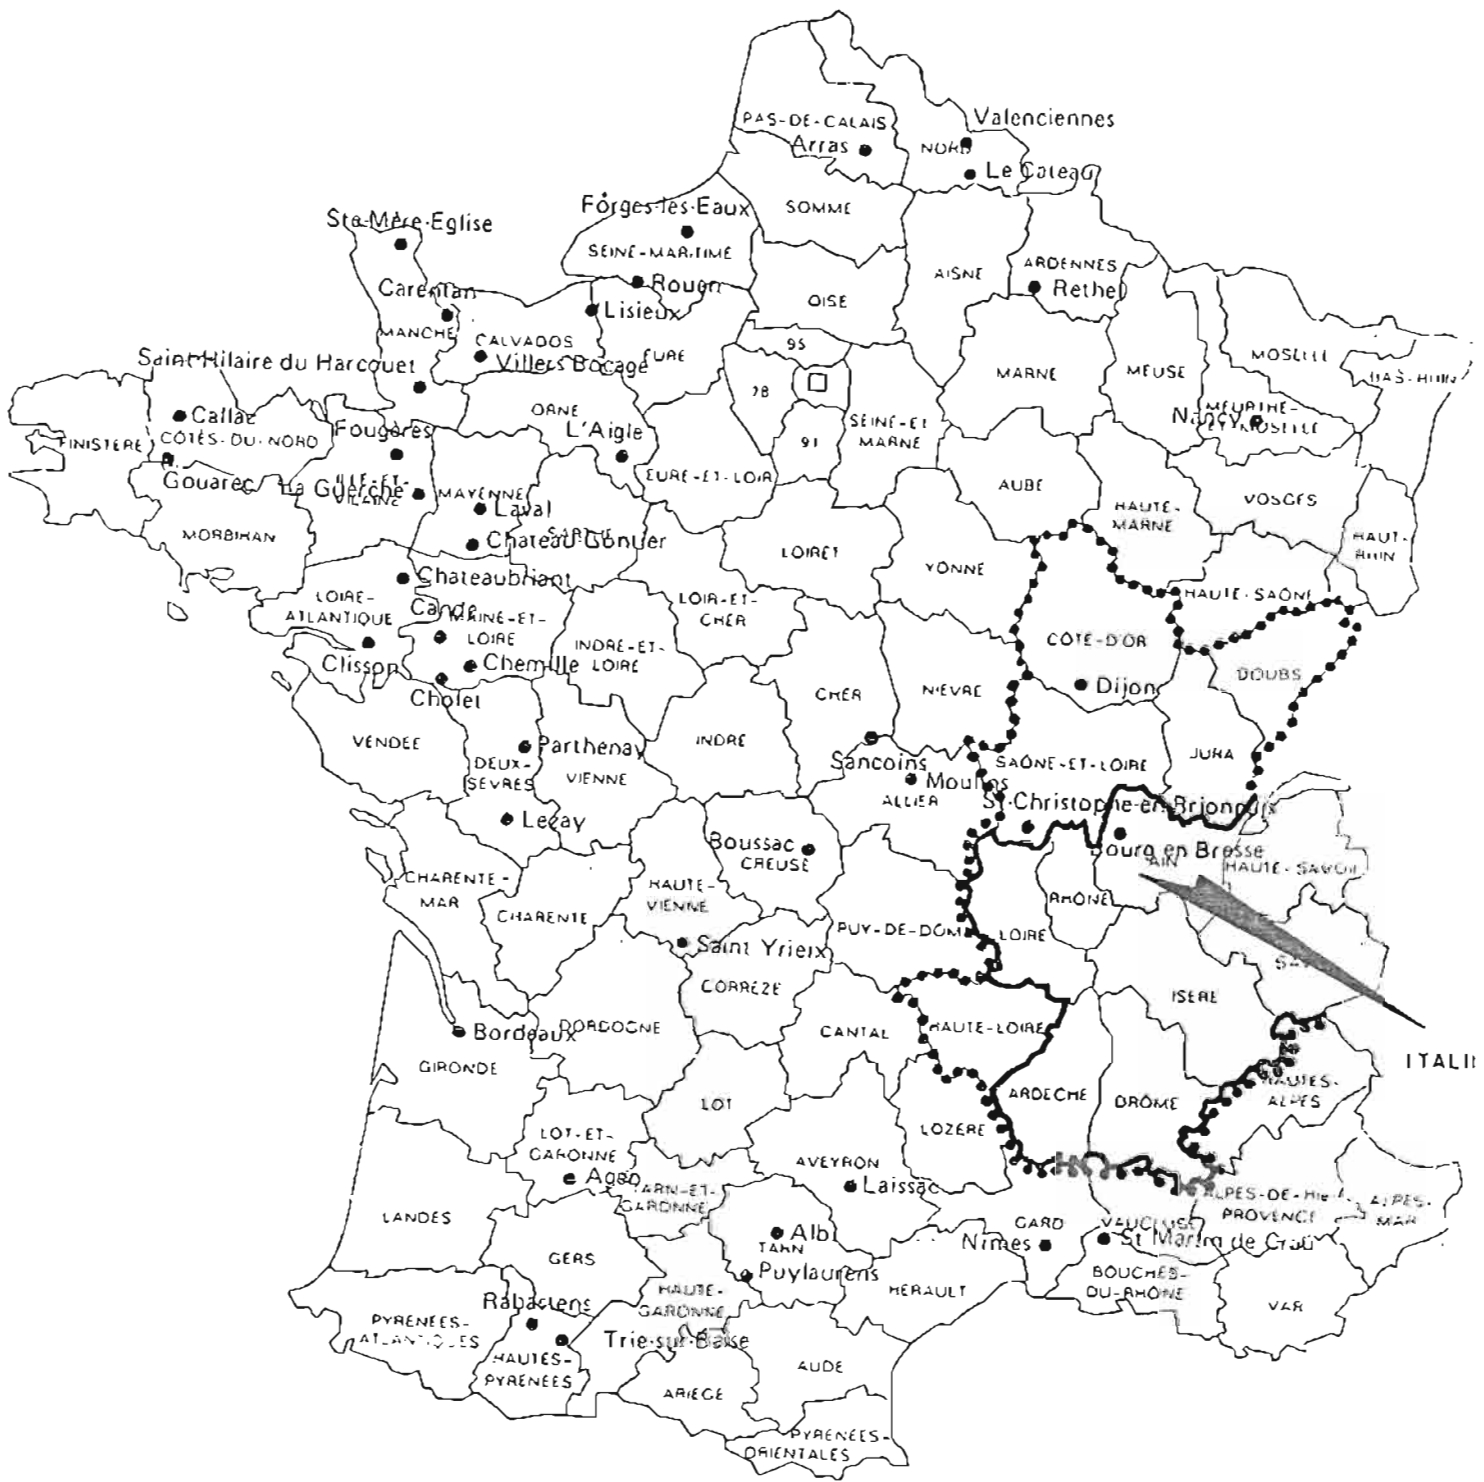 Valenciennes
PAS-DE-CALAIS
Arras
NORD
Le Cateau
Forges-les-Eaux
SOMME
Ste-Mère-Eglise
SEINE-MARITIME
AISNE
ARDENNES
Rouen
Rethel
Carentan
OISE
Lisieux
MANCHE
CALVADOS
95
Villers Bocage
EURE
MOSELLE
Saint-Hilaire du Harcouet
MARNE
MEUSE
BAS-RHIN
78
ORNE
Callac
MEURTHE-
ET-MOSELLE
Nancy
SEINE-ET
MARNE
Fougères
L'Aigle
91
FINISTERE
COTES-DU-NORD
EURE-ET-LOIR
Gouarec
La Guerche
ILLE-ET-
VILAINE
MAYENNE
AUBE
VOSGES
Laval
HAUTE-
MARNE
MORBIHAN
SARTHE
Chateau-Gontier
HAUT-
RHIN
LOIRET
YONNE
Chateaubriant
LOIRE-
ATLANTIQUE
HAUTE-SAÔNE
LOIR-ET-
CHER
Candé
MAINE-ET-
LOIRE
COTE-D'OR
Clisson
Chemille
INDRE-ET-
LOIRE
DOUBS
Cholet
CHER
NIEVRE
Dijon
VENDEE
Parthenay
INDRE
JURA
DEUX-
SEVRES
VIENNE
Sancoins
SAÔNE-ET-LOIRE
Moulins
ALLIER
St-Christophe-en-Brionnais
Lezay
Boussac
CREUSE
Bourg en Bresse
AIN
HAUTE-SAVOIE
CHARENTE-
MAR
HAUTE-
VIENNE
RHÔNE
CHARENTE
PUY-DE-DOME
LOIRE
Saint Yrieix
CORREZE
ISERE
Bordeaux
DORDOGNE
CANTAL
HAUTE-LOIRE
GIRONDE
ITALIE
HAUTES-
ALPES
ARDECHE
DRÔME
LOT
LOZERE
LOT-ET-
GARONNE
AVEYRON
Agen
Laissac
TARN-ET-
GARONNE
ALPES-DE-HTE
PROVENCE
ALPES-
MAR
LANDES
GARD
VAUCLUSE
Albi
TARN
Nîmes
St Martin de Crau
GERS
Puylaurens
HERAULT
BOUCHES-
DU-RHÔNE
HAUTE-
GARONNE
VAR
Rabastens
PYRENEES-
ATLANTIQUES
Trie-sur-Baïse
HAUTES-
PYRENEES
AUDE
ARIEGE
PYRENEES-
ORIENTALES